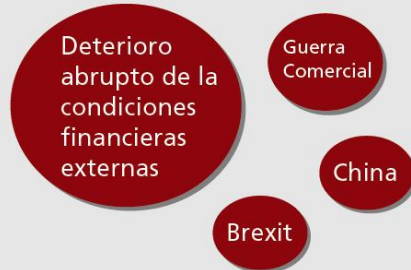 Deterioro
abrupto de la
condiciones
financieras
externas
Guerra
Comercial
China
Brexit